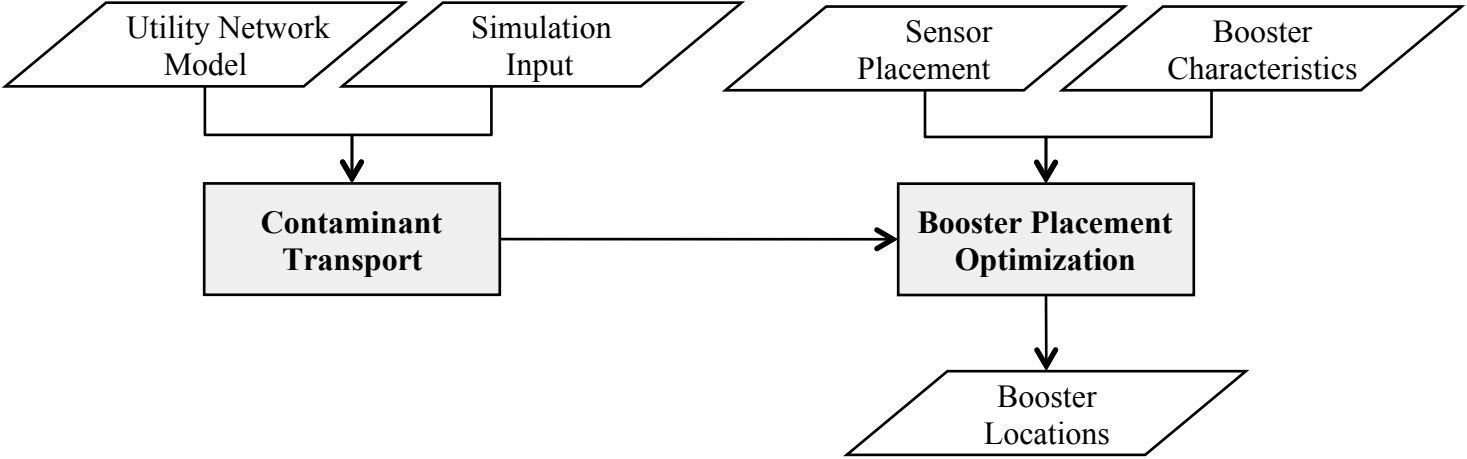 Utility Network
Model
Simulation
Input
Sensor
Placement
Booster
Characteristics
Contaminant
Transport
Booster Placement
Optimization
Booster
Locations